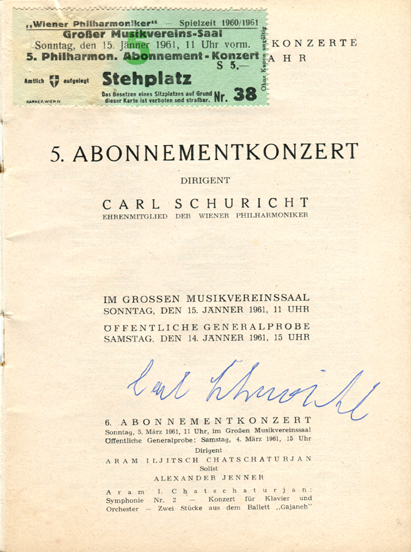 „Wiener Philharmoniker" – Spielzeit 1960/1961
Großer Musikvereins-Saal
Sonntag, den 15. Jänner 1961, 11 Uhr vorm.
5. Philharmon. Abonnement-Konzert
S 5.—
Amtlich aufgelegt
Stehplatz
Das Besetzen eines Sitzplatzes auf Grund
dieser Karte ist verboten und strafbar.
Nr. 38
Ohne Kupon ungültig
KONZERTE
AHR
5. ABONNEMENTKONZERT
DIRIGENT
CARL SCHURICHT
EHRENMITGLIED DER WIENER PHILHARMONIKER
IM GROSSEN MUSIKVEREINSSAAL
SONNTAG, DEN 15. JÄNNER 1961, 11 UHR
ÖFFENTLICHE GENERALPROBE
SAMSTAG, DEN 14. JÄNNER 1961, 15 UHR
Carl Schuricht
6. ABONNEMENTKONZERT
Sonntag, 5. März 1961, 11 Uhr, im Großen Musikvereinssaal
Öffentliche Generalprobe: Samstag, 4. März 1961, 15 Uhr
Dirigent
ARAM ILJITSCH CHATSCHATURJAN
Solist
ALEXANDER JENNER
Aram I. Chatschaturjan:
Symphonie Nr. 2 – Konzert für Klavier und
Orchester – Zwei Stücke aus dem Ballett „Gajaneh"